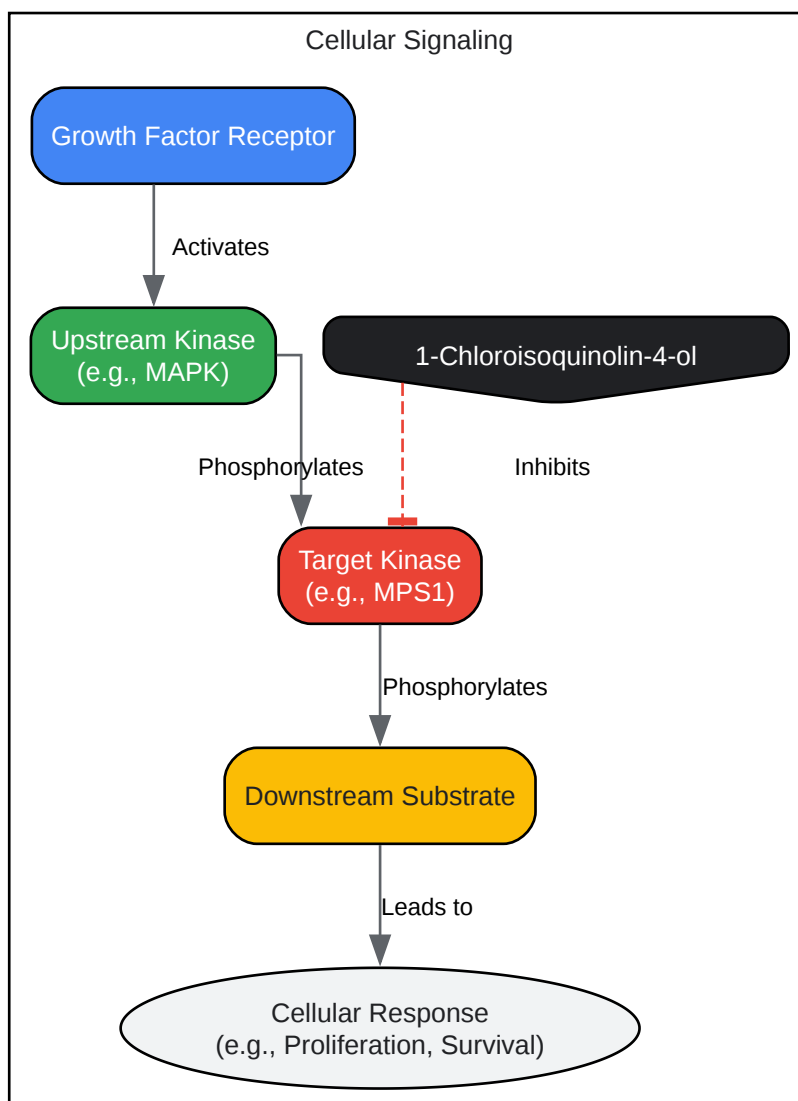 Cellular Signaling
Growth Factor Receptor
Activates
Upstream Kinase
(e.g., MAPK)
1-Chloroisoquinolin-4-ol
Phosphorylates
Inhibits
Target Kinase
(e.g., MPS1)
Phosphorylates
Downstream Substrate
Leads to
Cellular Response
(e.g., Proliferation, Survival)